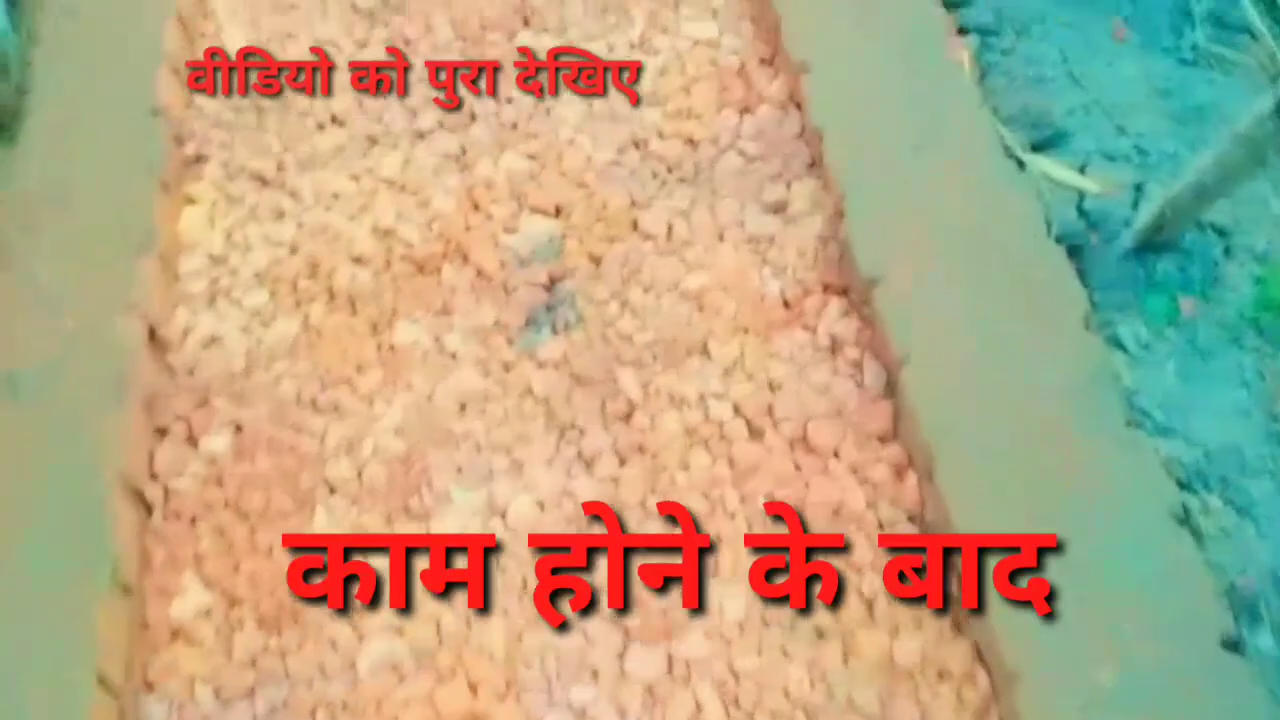 वीडियो को पुरा देखिए
काम होने के बाद